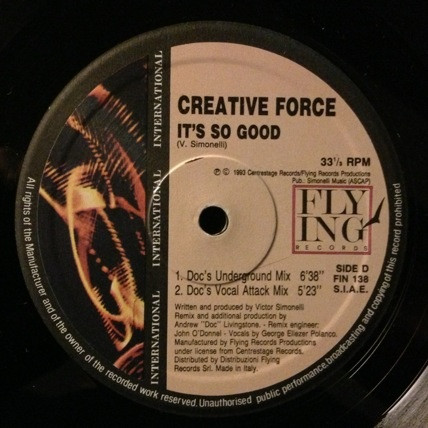 CREATIVE FORCE
IT'S SO GOOD
(V. Simonelli)
33⅓ RPM
℗ © 1993 Centrestage Records/Flying Records Productions
Pub.: Simonelli Music (ASCAP)
FLY
ING
RECORDS
SIDE D
FIN 138
S.I.A.E.
1. Doc's Underground Mix 6'38"
2. Doc's Vocal Attack Mix 5'23"
Written and produced by Victor Simonelli
Remix and additional production by
Andrew "Doc" Livingstone. - Remix engineer:
John O'Donnel - Vocals by George Eliezer Polanco.
Manufactured by Flying Records Productions
under license from Centrestage Records.
Distributed by Distribuzioni Flying
Records Srl. Made in Italy.
INTERNATIONAL
INTERNATIONAL
INTERNATIONAL
INTERNATIONAL
All rights of the Manufacturer and of the owner of the recorded work reserved. Unauthorised public performance, broadcasting and copying of this record prohibited